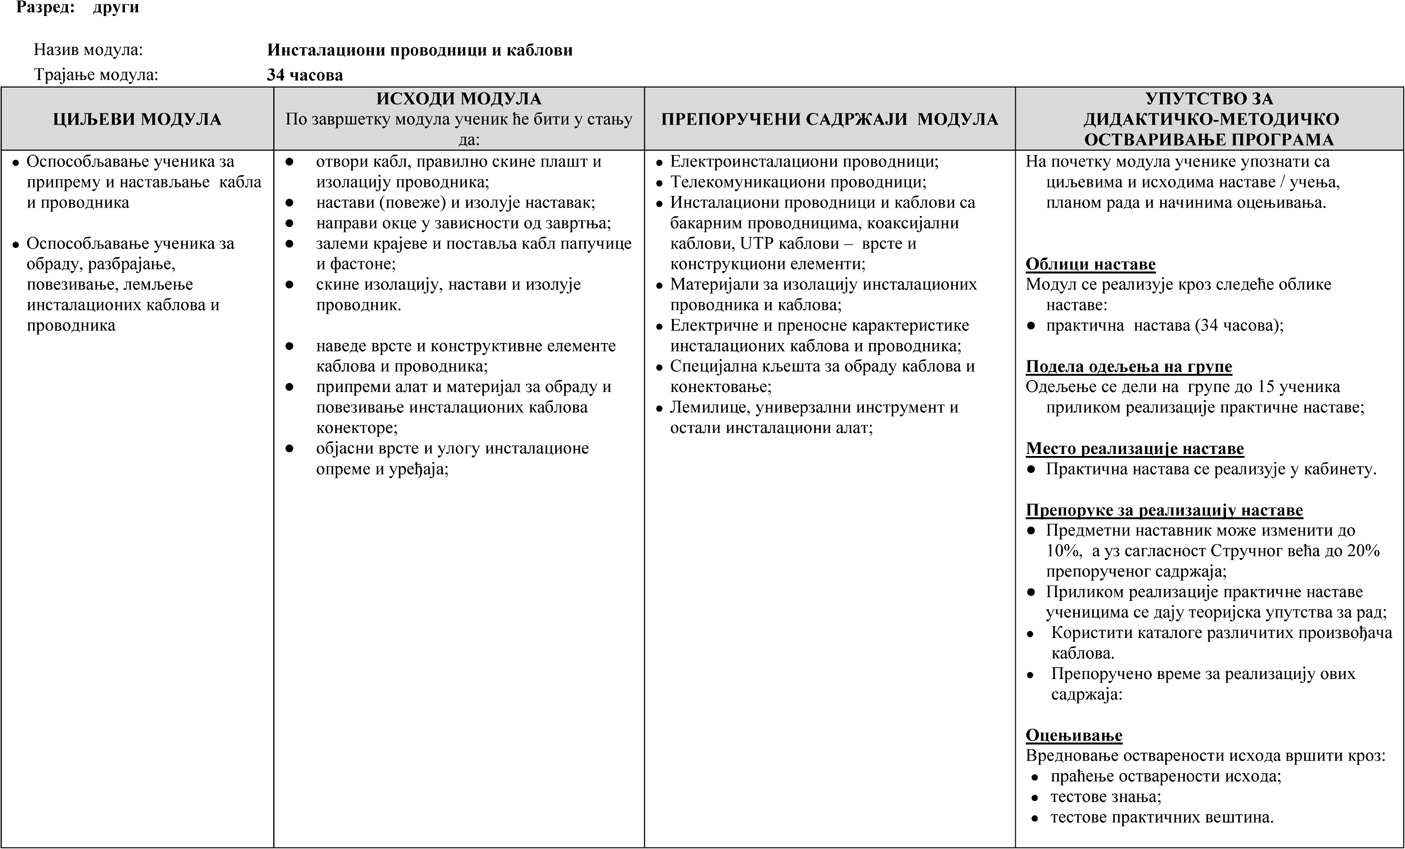 Разред: други
Назив модула: Инсталациони проводници и каблови
Трајање модула: 34 часова
ЦИЉЕВИ МОДУЛА
ИСХОДИ МОДУЛА
По завршетку модула ученик ће бити у стању
да:
ПРЕПОРУЧЕНИ САДРЖАЈИ МОДУЛА
УПУТСТВО ЗА
ДИДАКТИЧКО-МЕТОДИЧКО
ОСТВАРИВАЊЕ ПРОГРАМА
● Оспособљавање ученика за
припрему и настављање кабла
и проводника
● Оспособљавање ученика за
обраду, разбрајање,
повезивање, лемљење
инсталационих каблова и
проводника
● отвори кабл, правилно скине плашт и
изолацију проводника;
● настави (повеже) и изолује наставак;
● направи окце у зависности од завртња;
● залеми крајеве и поставља кабл папучице
и фастоне;
● скине изолацију, настави и изолује
проводник.
● наведе врсте и конструктивне елементе
каблова и проводника;
● припреми алат и материјал за обраду и
повезивање инсталационих каблова
конекторе;
● објасни врсте и улогу инсталационе
опреме и уређаја;
● Електроинсталациони проводници;
● Телекомуникациони проводници;
● Инсталациони проводници и каблови са
бакарним проводницима, коаксијални
каблови, UTP каблови – врсте и
конструкциони елементи;
● Материјали за изолацију инсталационих
проводника и каблова;
● Електричне и преносне карактеристике
инсталационих каблова и проводника;
● Специјална кљешта за обраду каблова и
конектовање;
● Лемилице, универзални инструмент и
остали инсталациони алат;
На почетку модула ученике упознати са
циљевима и исходима наставе / учења,
планом рада и начинима оцењивања.
Облици наставе
Модул се реализује кроз следеће облике
наставе:
● практична настава (34 часова);
Подела одељења на групе
Одељење се дели на групе до 15 ученика
приликом реализације практичне наставе;
Место реализације наставе
● Практична настава се реализује у кабинету.
Препоруке за реализацију наставе
● Предметни наставник може изменити до
10%, а уз сагласност Стручног већа до 20%
препорученог садржаја;
● Приликом реализације практичне наставе
ученицима се дају теоријска упутства за рад;
● Користити каталоге различитих произвођача
каблова.
● Препоручено време за реализацију ових
садржаја:
Оцењивање
Вредновање остварености исхода вршити кроз:
● праћење остварености исхода;
● тестове знања;
● тестове практичних вештина.